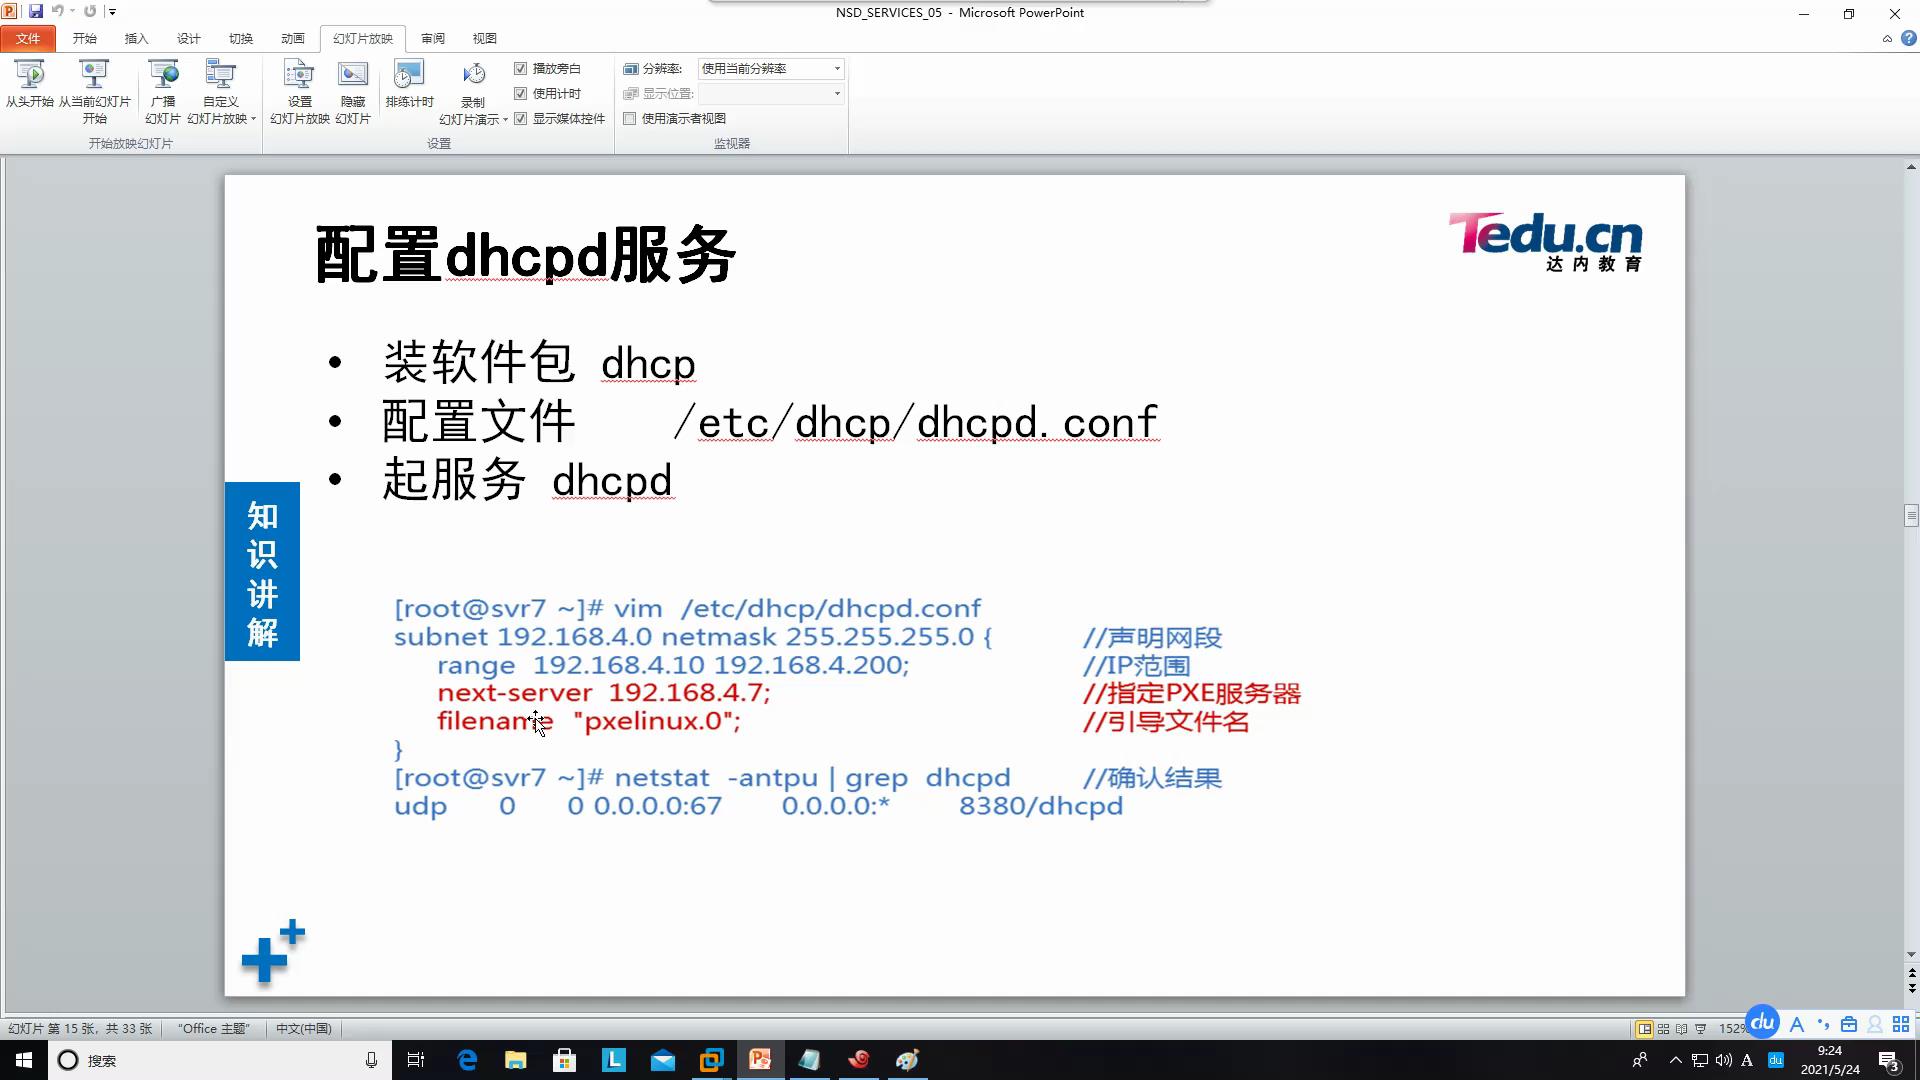 NSD_SERVICES_05 - Microsoft PowerPoint
文件 开始 插入 设计 切换 动画 幻灯片放映 审阅 视图
从头开始 从当前幻灯片开始 广播幻灯片 自定义幻灯片放映 设置幻灯片放映 隐藏幻灯片 排练计时 录制幻灯片演示
播放旁白
使用计时
显示媒体控件
分辨率: 使用当前分辨率
显示位置:
使用演示者视图
开始放映幻灯片 设置 监视器
配置dhcpd服务
Tedu.cn
达内教育
• 装软件包 dhcp
• 配置文件 /etc/dhcp/dhcpd.conf
• 起服务 dhcpd
知识讲解
[root@svr7 ~]# vim /etc/dhcp/dhcpd.conf
subnet 192.168.4.0 netmask 255.255.255.0 { //声明网段
range 192.168.4.10 192.168.4.200; //IP范围
next-server 192.168.4.7; //指定PXE服务器
filename "pxelinux.0"; //引导文件名
}
[root@svr7 ~]# netstat -antpu | grep dhcpd //确认结果
udp 0 0 0.0.0.0:67 0.0.0.0:* 8380/dhcpd
幻灯片 第 15 张，共 33 张 "Office 主题" 中文(中国) 152%
du A
搜索
A du
9:24
2021/5/24
3